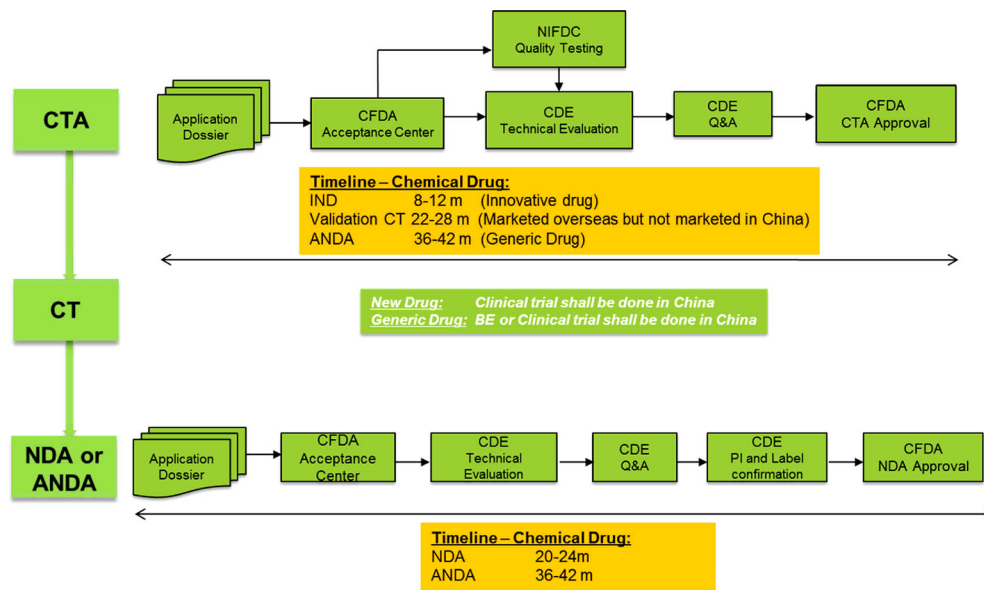 NIFDC
Quality Testing
CTA
Application
Dossier
CFDA
Acceptance Center
CDE
Technical Evaluation
CDE
Q&A
CFDA
CTA Approval
Timeline – Chemical Drug:
IND 8-12 m (Innovative drug)
Validation CT 22-28 m (Marketed overseas but not marketed in China)
ANDA 36-42 m (Generic Drug)
CT
New Drug: Clinical trial shall be done in China
Generic Drug: BE or Clinical trial shall be done in China
NDA or
ANDA
Application
Dossier
CFDA
Acceptance
Center
CDE
Technical
Evaluation
CDE
Q&A
CDE
PI and Label
confirmation
CFDA
NDA Approval
Timeline – Chemical Drug:
NDA 20-24m
ANDA 36-42 m